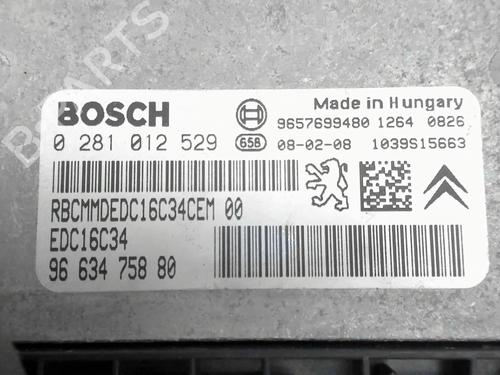 BOSCH
Made in Hungary
9657699480 1264 0826
0 281 012 529
658
08-02-08 1039S15663
RBCMMDEDC16C34CEM 00
EDC16C34
96 634 758 80
PARTS